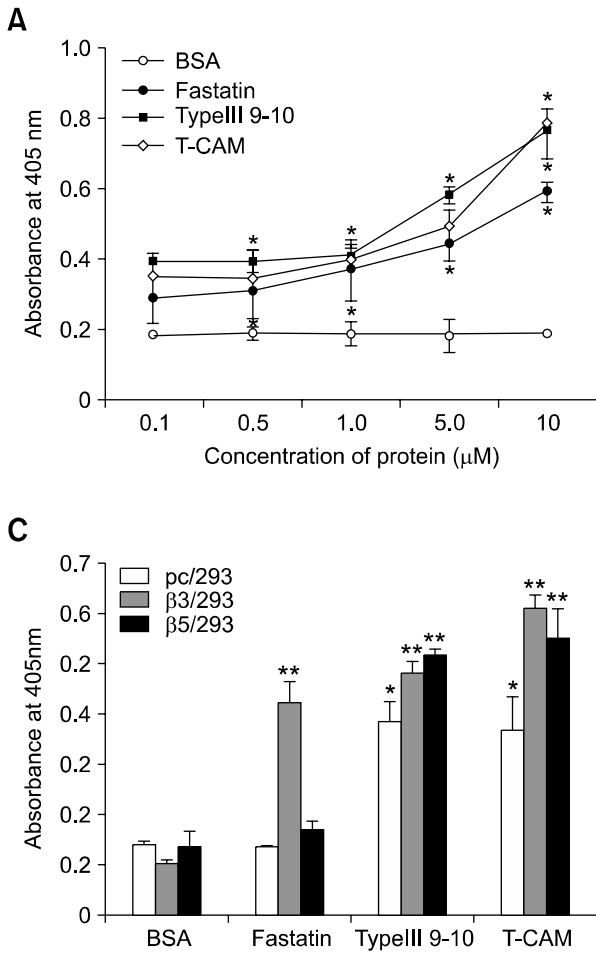 A
1.0
0.8
0.6
0.4
0.2
0
Absorbance at 405 nm
BSA
Fastatin
TypeIII 9-10
T-CAM
*
*
*
*
*
*
*
*
*
0.1 0.5 1.0 5.0 10
Concentration of protein (μM)
C
0.7
0.6
0.2
0.4
0.2
0.2
0.2
0
Absorbance at 405nm
pc/293
β3/293
β5/293
**
*
**
**
*
**
**
BSA Fastatin TypeIII 9-10 T-CAM